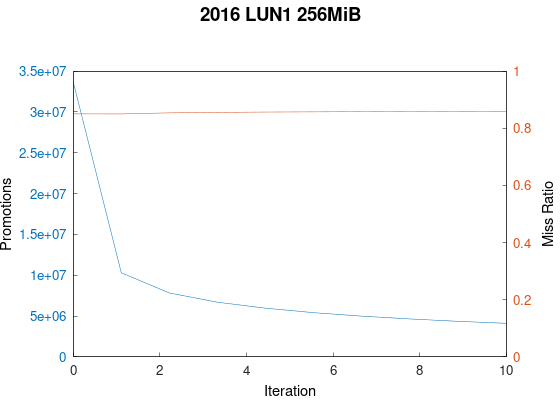 2016 LUN1 256MiB
3.5e+07
3e+07
2.5e+07
2e+07
1.5e+07
1e+07
5e+06
0
Promotions
1
0.8
0.6
0.4
0.2
0
Miss Ratio
0 2 4 6 8 10
Iteration